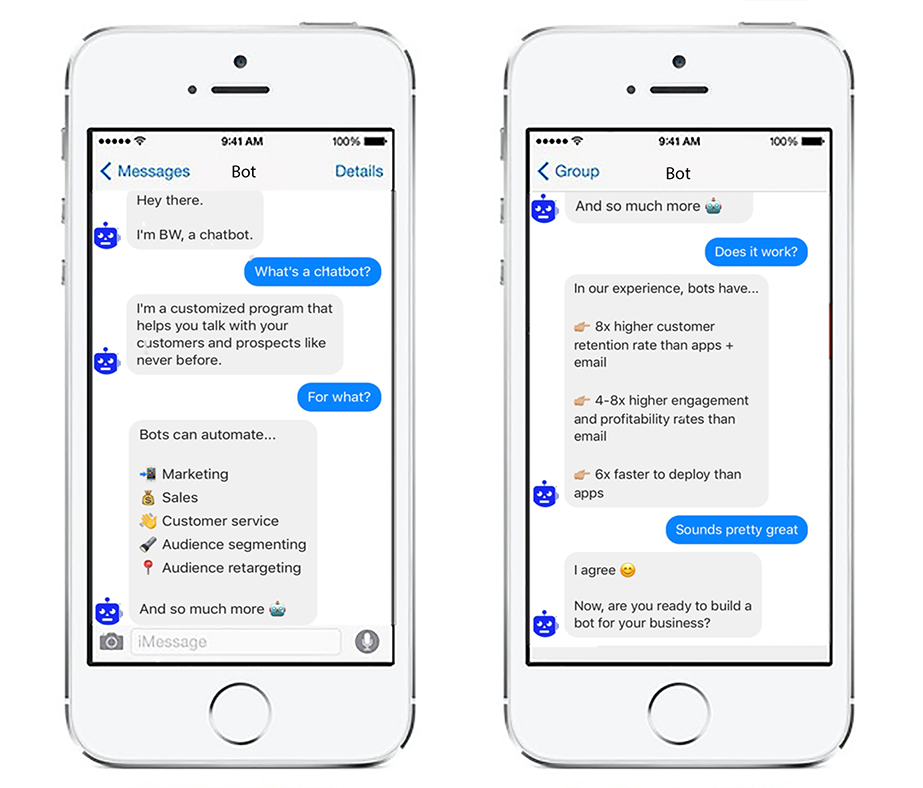 9:41 AM
100%
Messages
Bot
Details
Hey there.
I'm BW, a chatbot.
What's a chatbot?
I'm a customized program that
helps you talk with your
customers and prospects like
never before.
For what?
Bots can automate...
📲 Marketing
💰 Sales
👋 Customer service
🔦 Audience segmenting
📍 Audience retargeting
And so much more 🤖
iMessage
9:41 AM
100%
Group
Bot
And so much more 🤖
Does it work?
In our experience, bots have...
👉🏼 8x higher customer
retention rate than apps +
email
👉🏼 4-8x higher engagement
and profitability rates than
email
👉🏼 6x faster to deploy than
apps
Sounds pretty great
I agree 😊
Now, are you ready to build a
bot for your business?